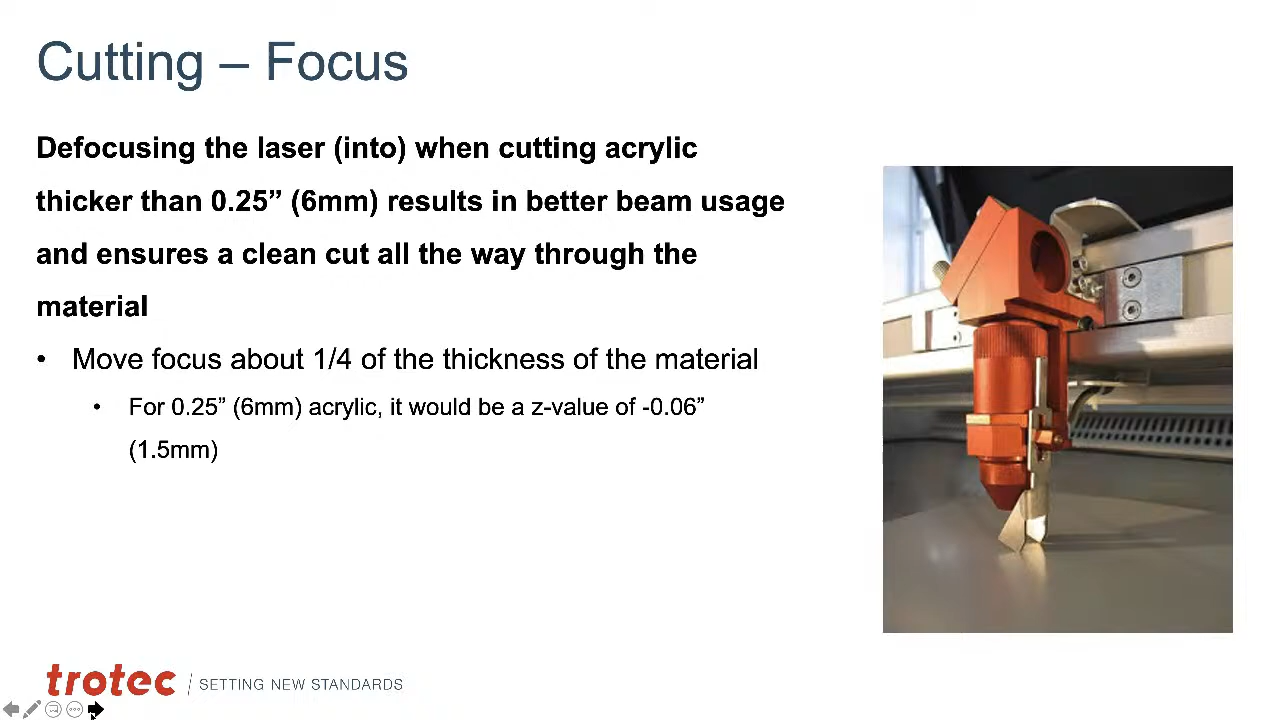 Cutting – Focus
Defocusing the laser (into) when cutting acrylic
thicker than 0.25” (6mm) results in better beam usage
and ensures a clean cut all the way through the
material
• Move focus about 1/4 of the thickness of the material
• For 0.25” (6mm) acrylic, it would be a z-value of -0.06”
(1.5mm)
trotec / SETTING NEW STANDARDS